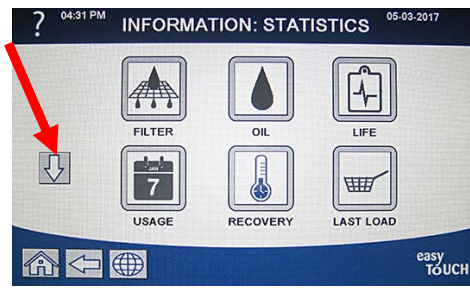 ?
04:31 PM
INFORMATION: STATISTICS
05-03-2017
FILTER
OIL
LIFE
JAN
7
USAGE
RECOVERY
LAST LOAD
easy
TOUCH